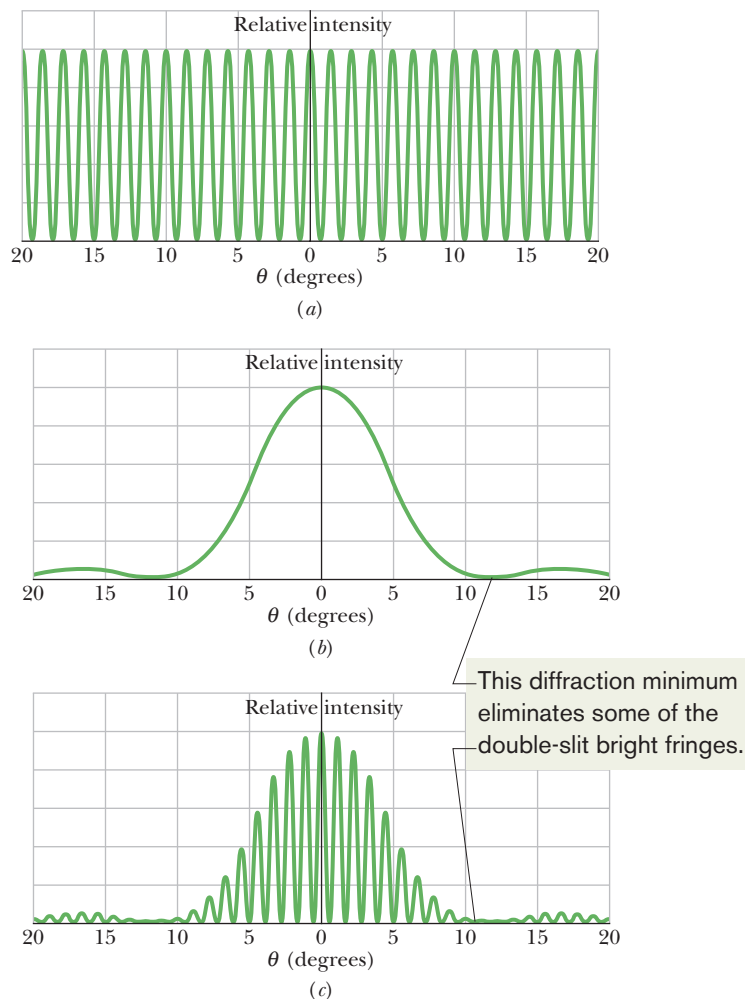 Relative intensity
20 15 10 5 0 5 10 15 20
θ (degrees)
(a)
Relative intensity
20 15 10 5 0 5 10 15 20
θ (degrees)
(b)
This diffraction minimum
eliminates some of the
double-slit bright fringes.
Relative intensity
20 15 10 5 0 5 10 15 20
θ (degrees)
(c)